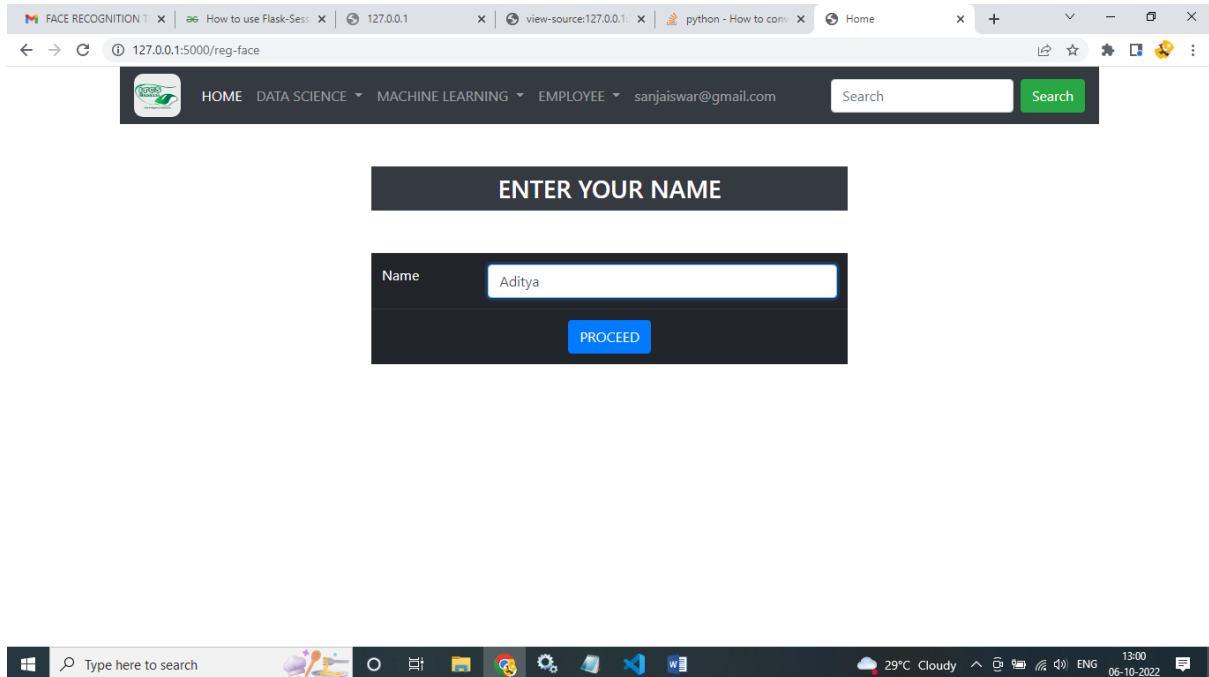 FACE RECOGNITION T
How to use Flask-Sess
127.0.0.1
view-source:127.0.0.1:
python - How to conv
Home
127.0.0.1:5000/reg-face
HOME DATA SCIENCE MACHINE LEARNING EMPLOYEE sanjaiswar@gmail.com Search Search
ENTER YOUR NAME
Name Aditya
PROCEED
Type here to search 29°C Cloudy ENG 13:00
06-10-2022